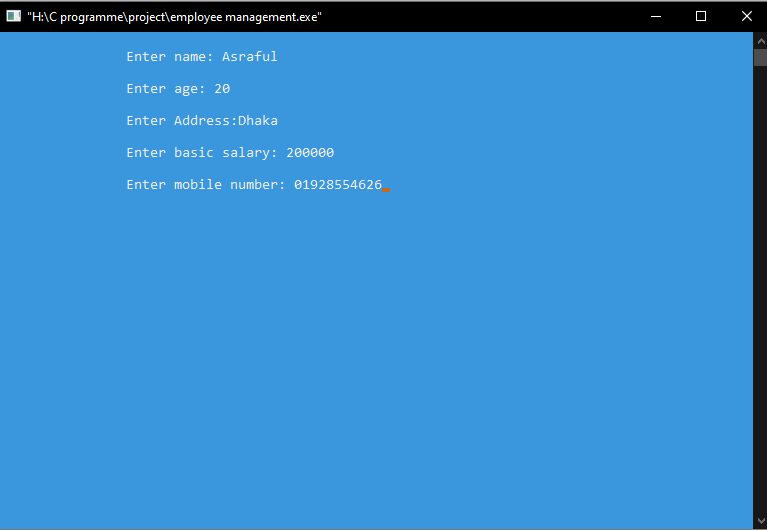 "H:\C programme\project\employee management.exe"
Enter name: Asraful
Enter age: 20
Enter Address:Dhaka
Enter basic salary: 200000
Enter mobile number: 01928554626